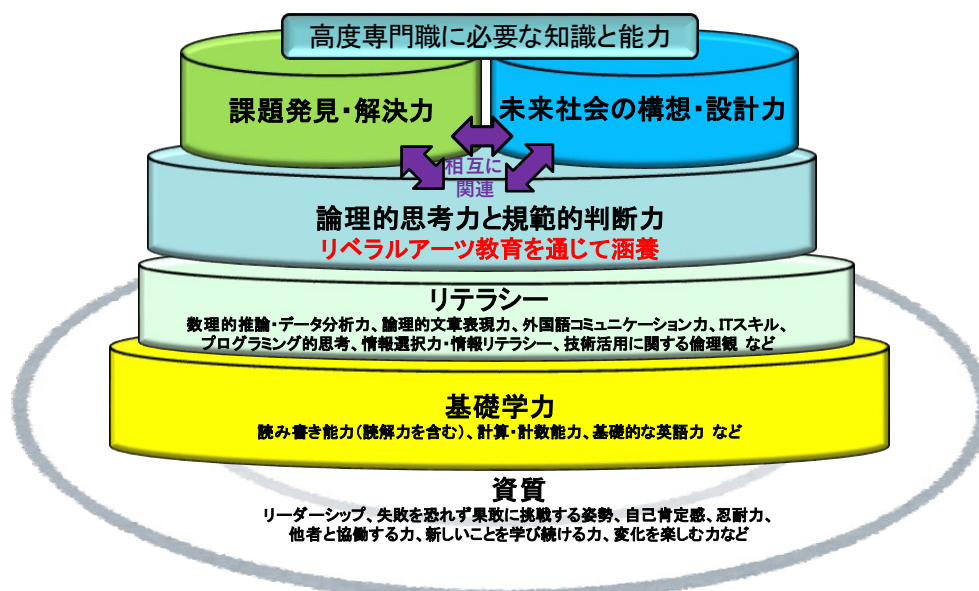 高度専門職に必要な知識と能力
課題発見・解決力
未来社会の構想・設計力
相互に
関連
論理的思考力と規範的判断力
リベラルアーツ教育を通じて涵養
リテラシー
数理的推論・データ分析力、論理的文章表現力、外国語コミュニケーション力、ITスキル、
プログラミング的思考、情報選択力・情報リテラシー、技術活用に関する倫理観 など
基礎学力
読み書き能力(読解力を含む)、計算・計数能力、基礎的な英語力 など
資質
リーダーシップ、失敗を恐れず果敢に挑戦する姿勢、自己肯定感、忍耐力、
他者と協働する力、新しいことを学び続ける力、変化を楽しむ力など